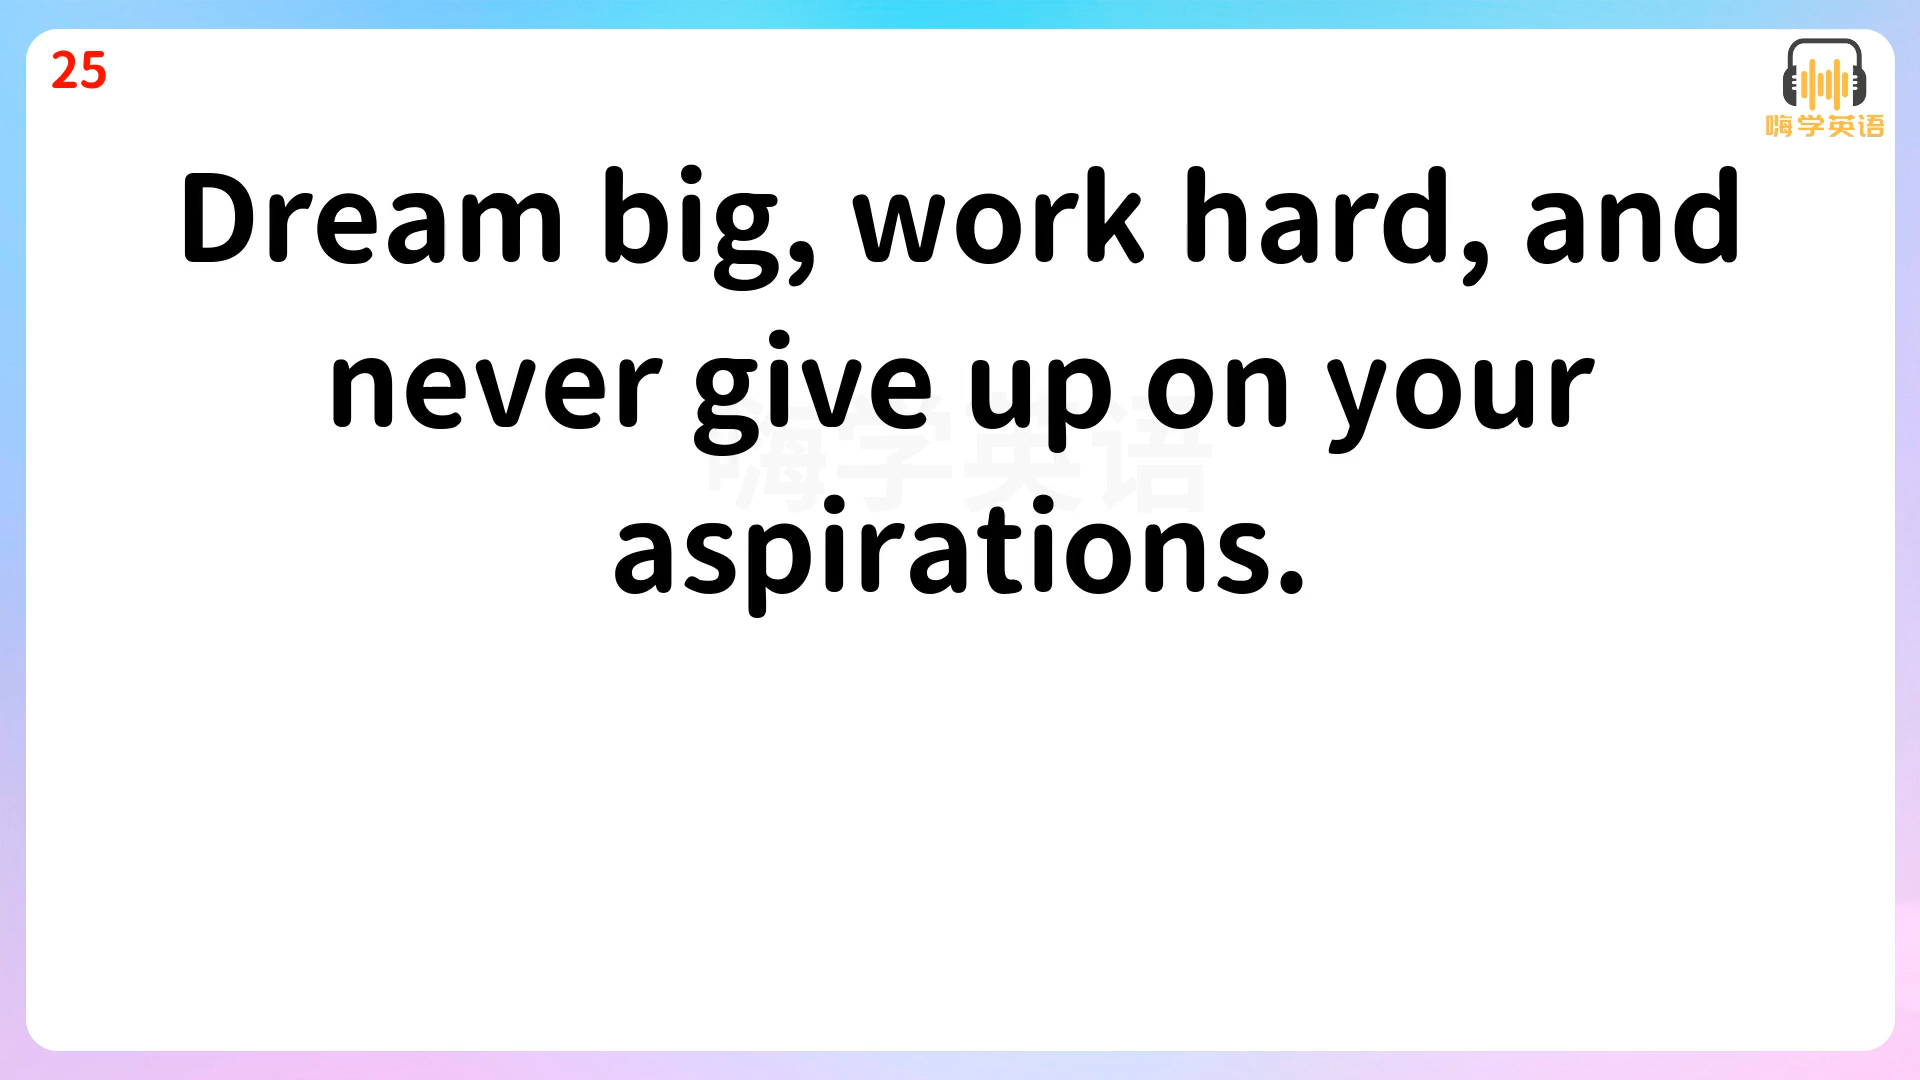 25
嗨学英语
Dream big, work hard, and
never give up on your
嗨学英语
aspirations.